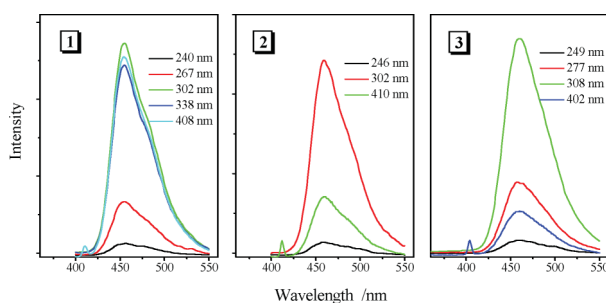 Intensity
1
240 nm
267 nm
302 nm
338 nm
408 nm
400 450 500 550
2
246 nm
302 nm
410 nm
400 450 500 550
3
249 nm
277 nm
308 nm
402 nm
400 450 500 550
Wavelength /nm